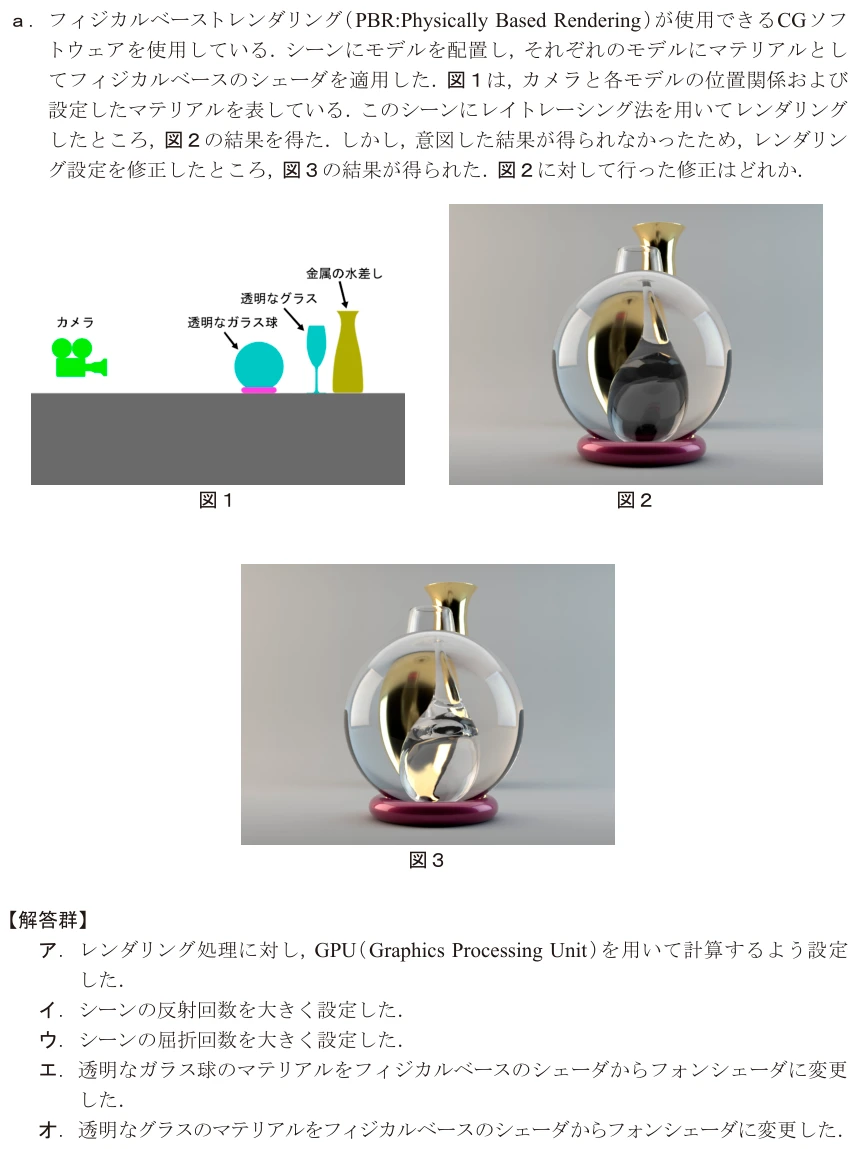 a．フィジカルベーストレンダリング（PBR:Physically Based Rendering）が使用できるCGソフ
トウェアを使用している．シーンにモデルを配置し，それぞれのモデルにマテリアルとし
てフィジカルベースのシェーダを適用した．図１は，カメラと各モデルの位置関係および
設定したマテリアルを表している．このシーンにレイトレーシング法を用いてレンダリング
したところ，図２の結果を得た．しかし，意図した結果が得られなかったため，レンダリン
グ設定を修正したところ，図３の結果が得られた．図２に対して行った修正はどれか．
金属の水差し
透明なグラス
カメラ
透明なガラス球
図１
図２
図３
【解答群】
ア．レンダリング処理に対し，GPU（Graphics Processing Unit）を用いて計算するよう設定
した．
イ．シーンの反射回数を大きく設定した．
ウ．シーンの屈折回数を大きく設定した．
エ．透明なガラス球のマテリアルをフィジカルベースのシェーダからフォンシェーダに変更
した．
オ．透明なグラスのマテリアルをフィジカルベースのシェーダからフォンシェーダに変更した．